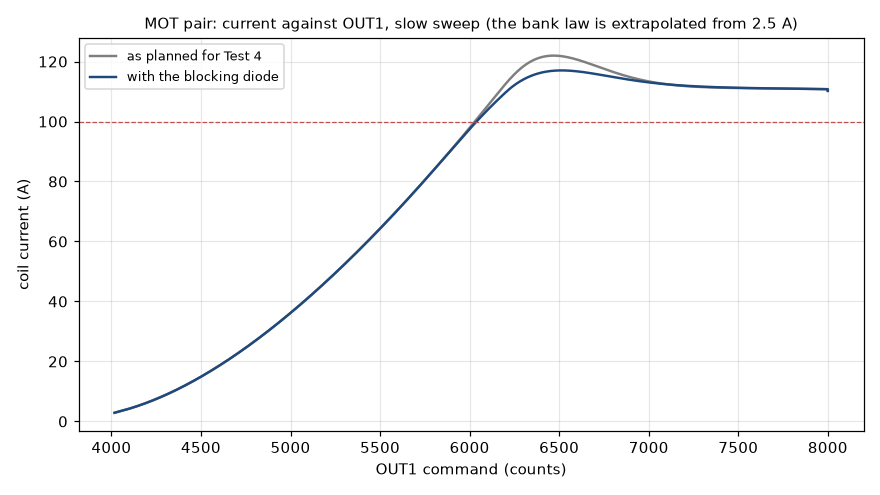 MOT pair: current against OUT1, slow sweep (the bank law is extrapolated from 2.5 A)
as planned for Test 4
with the blocking diode
120
100
80
60
40
20
0
coil current (A)
4000 4500 5000 5500 6000 6500 7000 7500 8000
OUT1 command (counts)